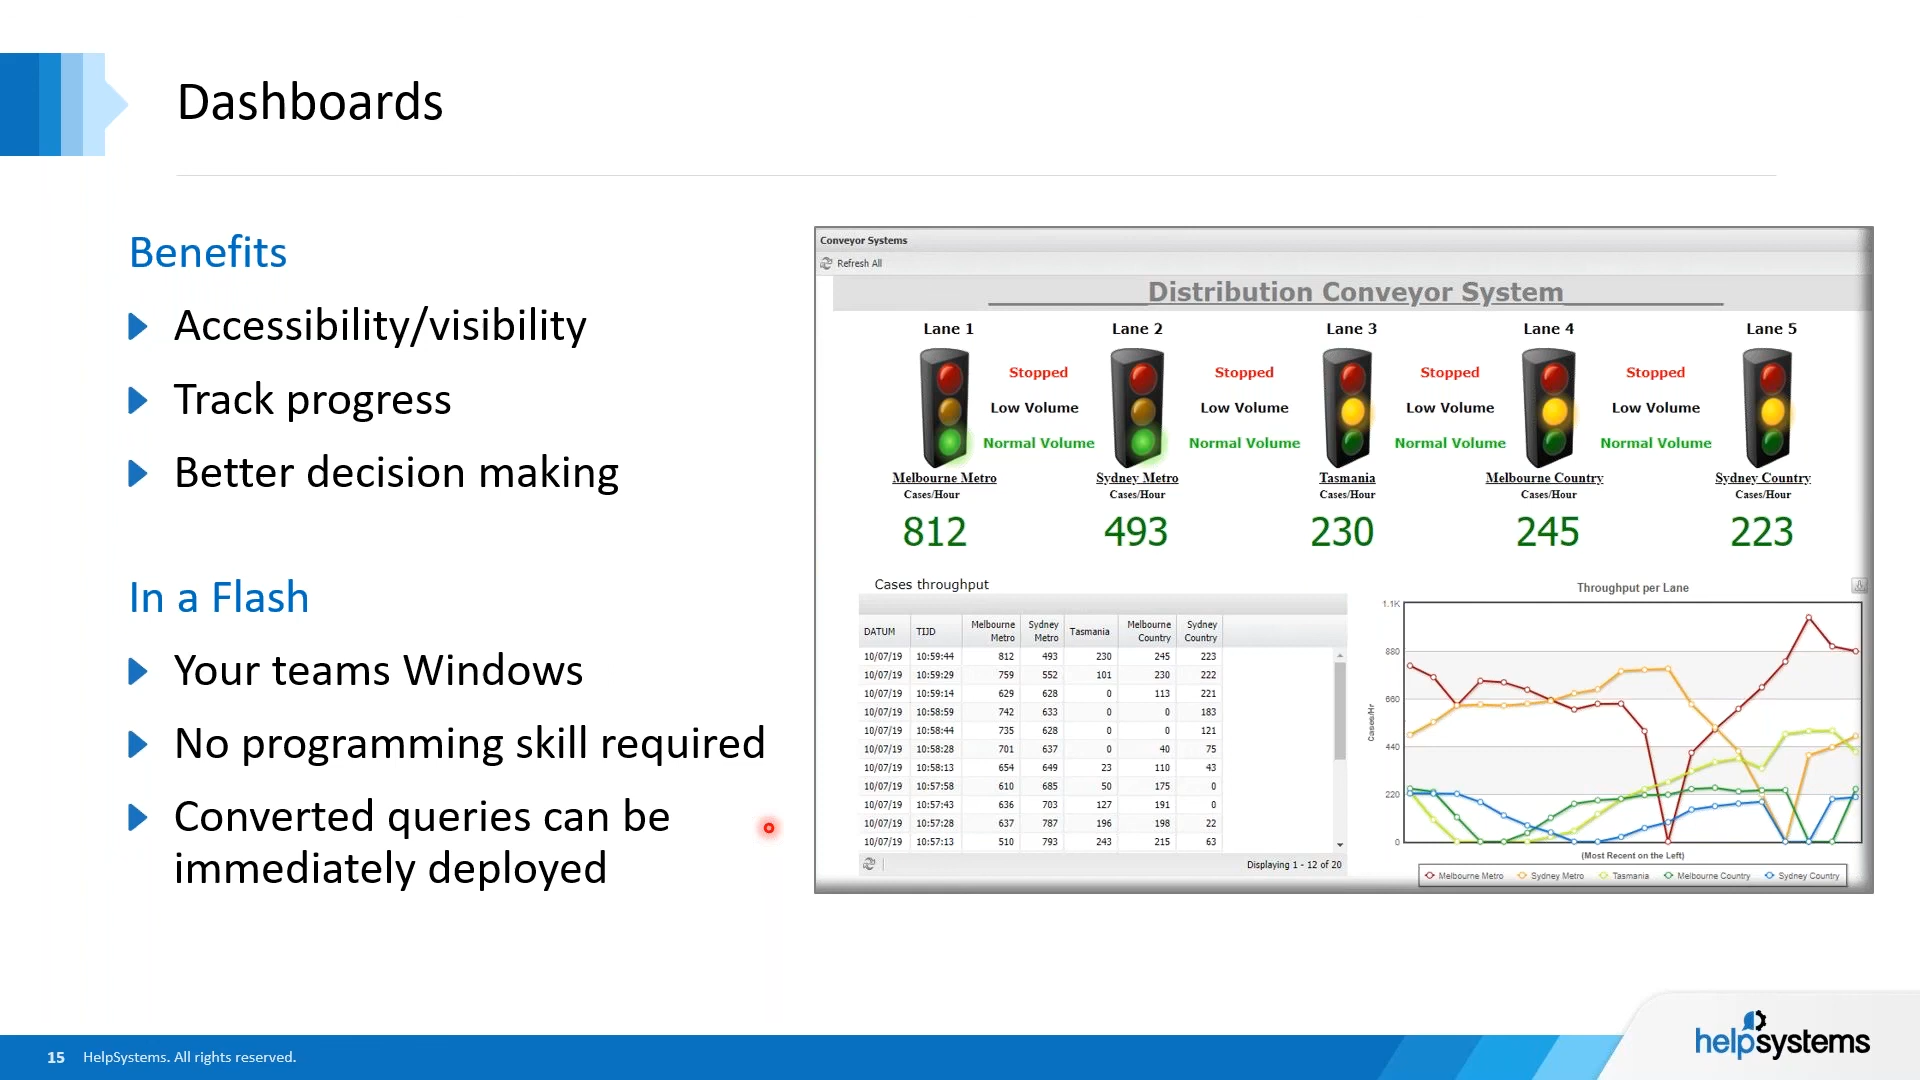 Dashboards
Benefits
Accessibility/visibility
Track progress
Better decision making
In a Flash
Your teams Windows
No programming skill required
Converted queries can be
immediately deployed
Conveyor Systems
Refresh All
Distribution Conveyor System
Lane 1 Lane 2 Lane 3 Lane 4 Lane 5
Stopped Stopped Stopped Stopped
Low Volume Low Volume Low Volume Low Volume
Normal Volume Normal Volume Normal Volume Normal Volume
Melbourne Metro Sydney Metro Tasmania Melbourne Country Sydney Country
Cases/Hour Cases/Hour Cases/Hour Cases/Hour Cases/Hour
812 493 230 245 223
Cases throughput
DATUM TIJD Melbourne Metro Sydney Metro Tasmania Melbourne Country Sydney Country
10/07/19 10:59:44 812 493 230 245 223
10/07/19 10:59:29 759 552 101 230 222
10/07/19 10:59:14 629 628 0 113 221
10/07/19 10:58:59 742 633 0 0 183
10/07/19 10:58:44 735 628 0 0 121
10/07/19 10:58:28 701 637 0 40 75
10/07/19 10:58:13 654 649 23 110 43
10/07/19 10:57:58 610 685 50 175 0
10/07/19 10:57:43 636 703 127 191 0
10/07/19 10:57:28 637 787 196 198 22
10/07/19 10:57:13 510 793 243 215 63
Displaying 1 - 12 of 20
Throughput per Lane
1.1K
880
660
440
220
0
Cases/Hr
(Most Recent on the Left)
Melbourne Metro Sydney Metro Tasmania Melbourne Country Sydney Country
15 HelpSystems. All rights reserved.
helpsystems